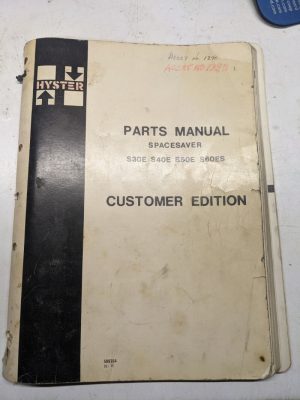 HYSTER
PARTS MANUAL
SPACESAVER
S30E S40E S50E S60ES
CUSTOMER EDITION